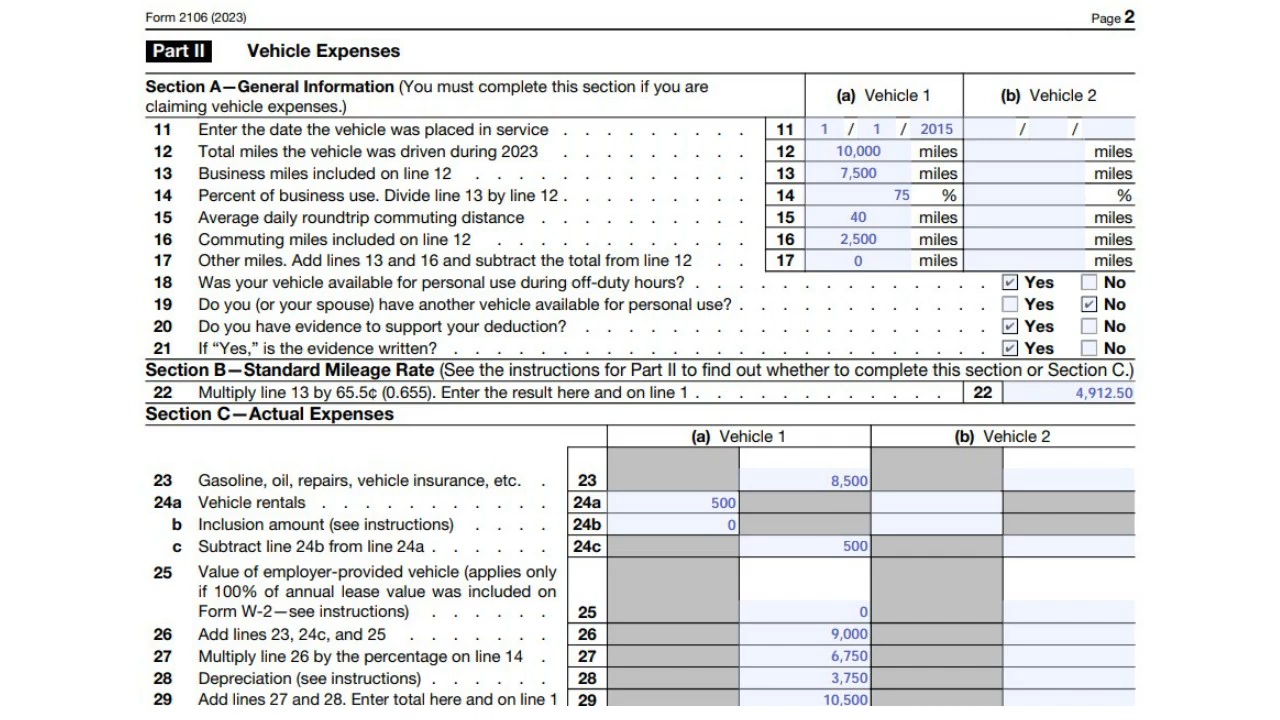 Form 2106 (2023) Page 2
Part II Vehicle Expenses
Section A—General Information (You must complete this section if you are
claiming vehicle expenses.) (a) Vehicle 1 (b) Vehicle 2
11 Enter the date the vehicle was placed in service . . . . . . . . . 11 1 / 1 / 2015 / /
12 Total miles the vehicle was driven during 2023 . . . . . . . . . 12 10,000 miles miles
13 Business miles included on line 12 . . . . . . . . . . . . . 13 7,500 miles miles
14 Percent of business use. Divide line 13 by line 12 . . . . . . . . . 14 75 % %
15 Average daily roundtrip commuting distance . . . . . . . . . . 15 40 miles miles
16 Commuting miles included on line 12 . . . . . . . . . . . . 16 2,500 miles miles
17 Other miles. Add lines 13 and 16 and subtract the total from line 12 . . 17 0 miles miles
18 Was your vehicle available for personal use during off-duty hours? . . . . . . . . . . . . . . Yes No
19 Do you (or your spouse) have another vehicle available for personal use? . . . . . . . . . . . . Yes No
20 Do you have evidence to support your deduction? . . . . . . . . . . . . . . . . . . . Yes No
21 If “Yes,” is the evidence written? . . . . . . . . . . . . . . . . . . . . . . . . . Yes No
Section B—Standard Mileage Rate (See the instructions for Part II to find out whether to complete this section or Section C.)
22 Multiply line 13 by 65.5¢ (0.655). Enter the result here and on line 1 . . . . . . . . . . . . 22 4,912.50
Section C—Actual Expenses
(a) Vehicle 1 (b) Vehicle 2
23 Gasoline, oil, repairs, vehicle insurance, etc. . 23 8,500
24a Vehicle rentals . . . . . . . . . . . 24a 500
b Inclusion amount (see instructions) . . . . 24b 0
c Subtract line 24b from line 24a . . . . . . 24c 500
25 Value of employer-provided vehicle (applies only
if 100% of annual lease value was included on
Form W-2—see instructions) . . . . . . 25 0
26 Add lines 23, 24c, and 25 . . . . . . . 26 9,000
27 Multiply line 26 by the percentage on line 14 . 27 6,750
28 Depreciation (see instructions) . . . . . . 28 3,750
29 Add lines 27 and 28. Enter total here and on line 1 29 10,500